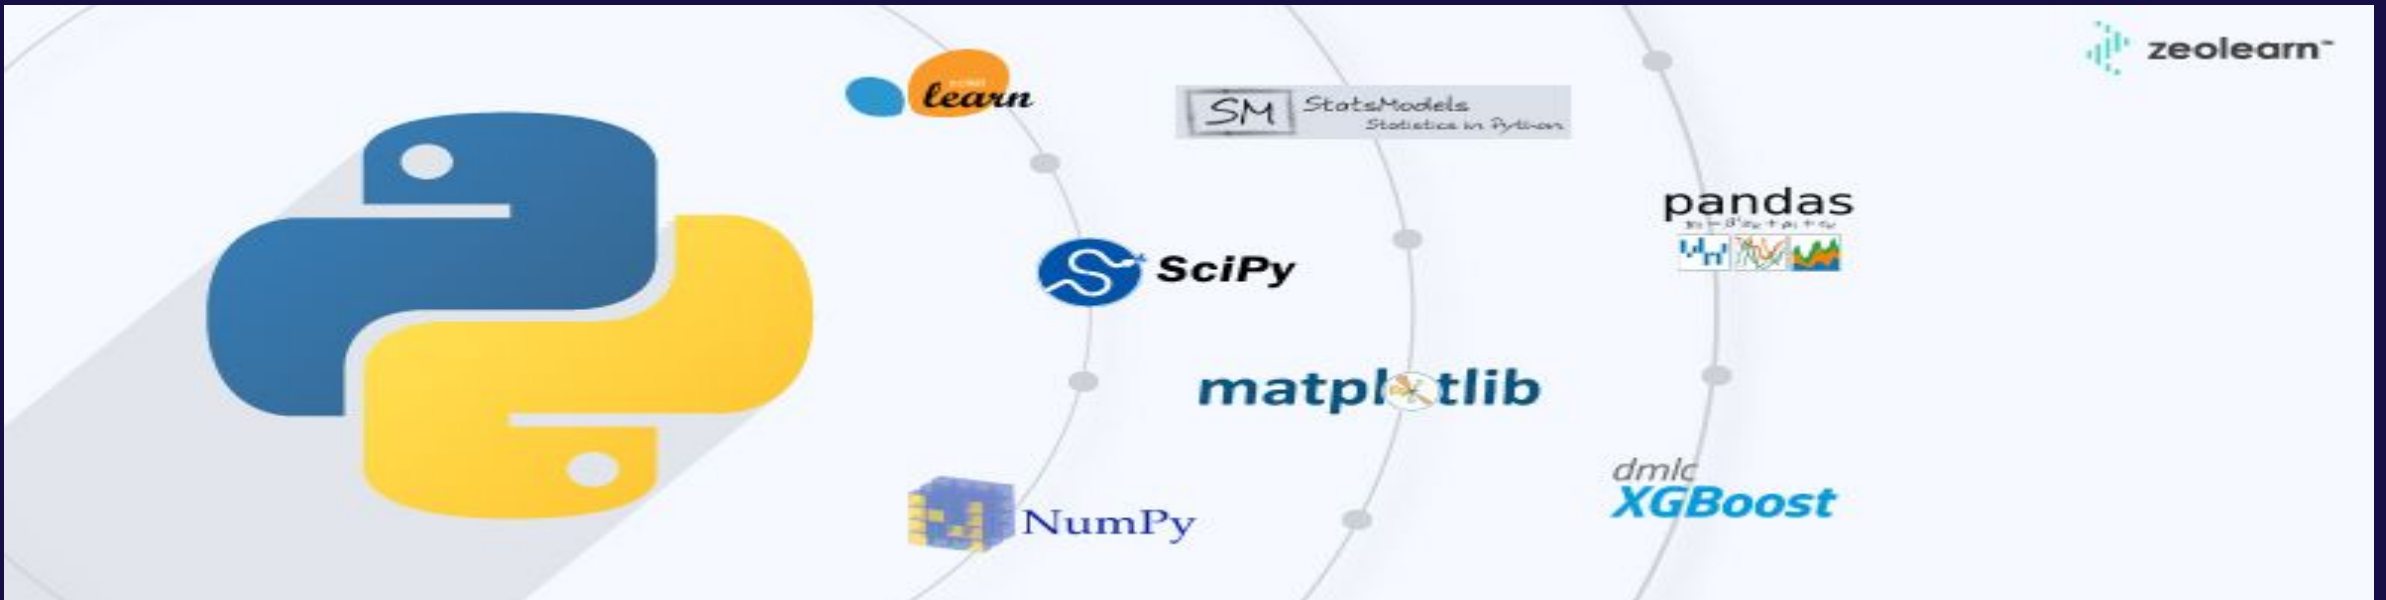 zeolearn
learn
SM
StatsModels
Statistics in Python
pandas
SciPy
matplotlib
dmlc
XGBoost
NumPy